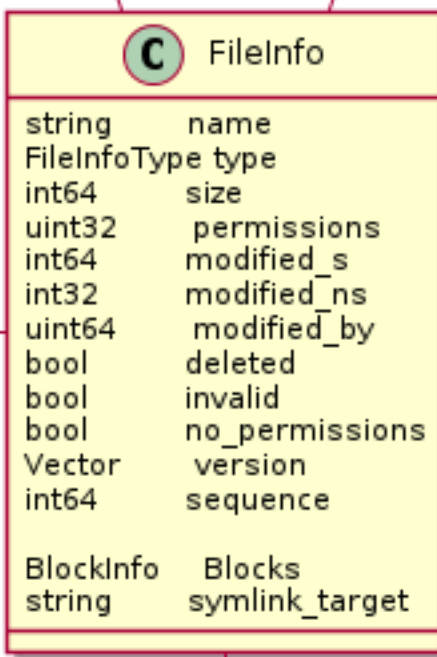 C FileInfo
string name
FileInfoType type
int64 size
uint32 permissions
int64 modified_s
int32 modified_ns
uint64 modified_by
bool deleted
bool invalid
bool no_permissions
Vector version
int64 sequence
BlockInfo Blocks
string symlink_target